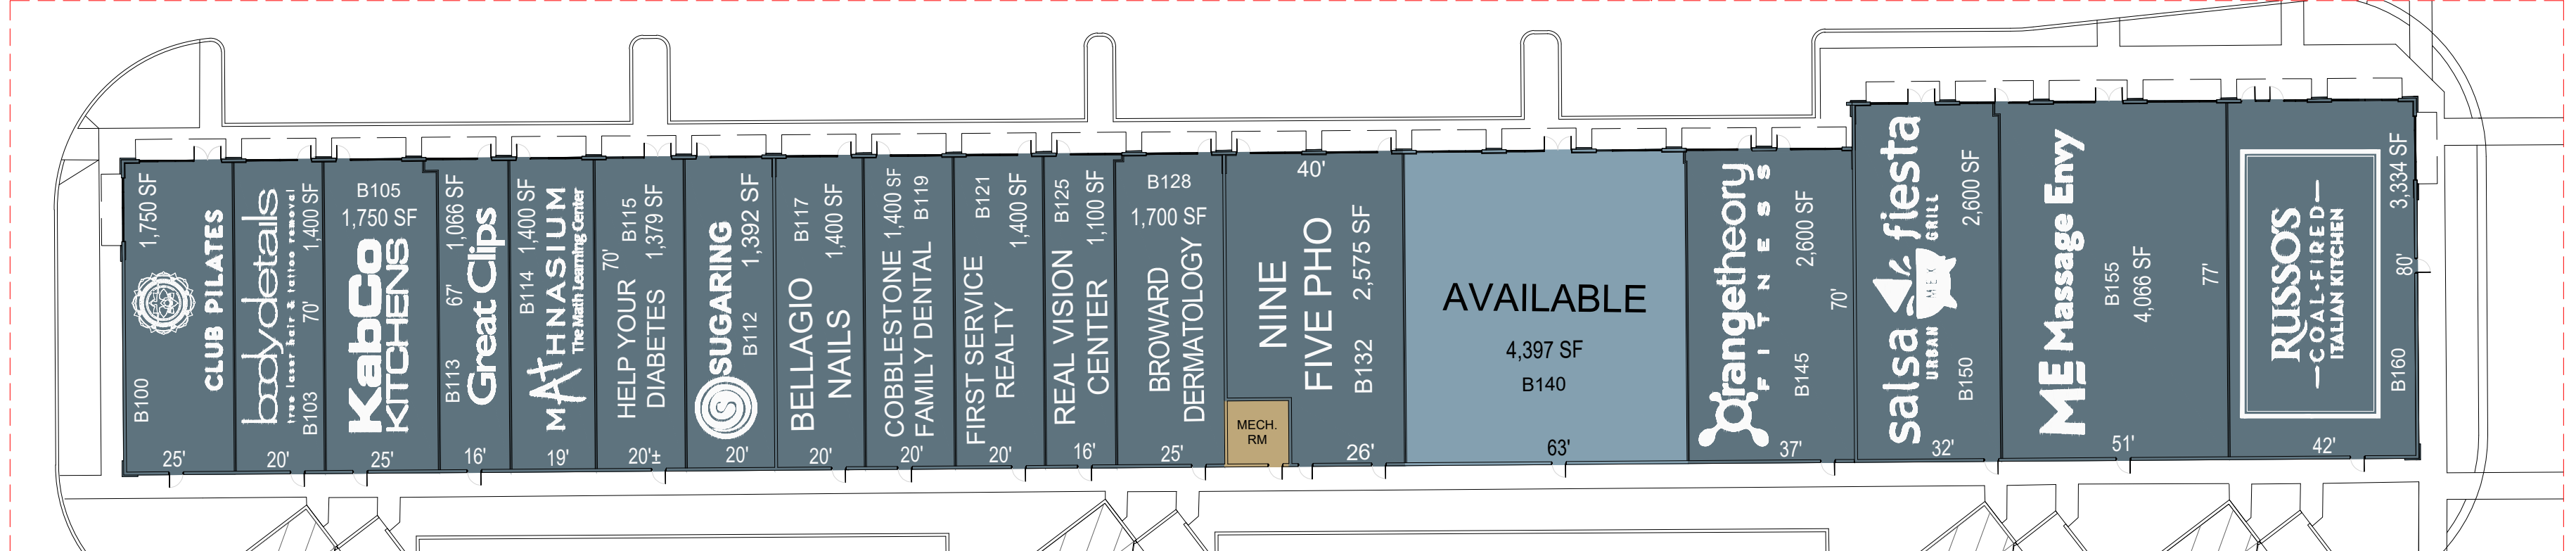 1,750 SF
CLUB PILATES
B100
25'
bodydetails
true laser hair & tattoo removal
1,400 SF
70'
B103
20'
B105
1,750 SF
KabCo
KITCHENS
25'
1,066 SF
67'
B113
Great Clips
16'
B114 1,400 SF
MATHNASIUM
The Math Learning Center
19'
HELP YOUR
DIABETES
70'
B115
1,379 SF
20'±
S
SUGARING
B112
1,392 SF
20'
B117
1,400 SF
BELLAGIO
NAILS
20'
COBBLESTONE 1,400 SF
FAMILY DENTAL B119
20'
B121
1,400 SF
FIRST SERVICE
REALTY
20'
B125
1,100 SF
REAL VISION
CENTER
16'
B128
1,700 SF
BROWARD
DERMATOLOGY
25'
40'
NINE
FIVE PHO
B132
2,575 SF
MECH.
RM
26'
AVAILABLE
4,397 SF
B140
63'
orangetheory
FITNESS
2,600 SF
B145
70'
37'
salsa fiesta
URBAN MEX GRILL
2,600 SF
B150
32'
ME Massage Envy
B155
4,066 SF
77'
51'
RUSSO'S
COAL-FIRED
ITALIAN KITCHEN
3,334 SF
80'
B160
42'